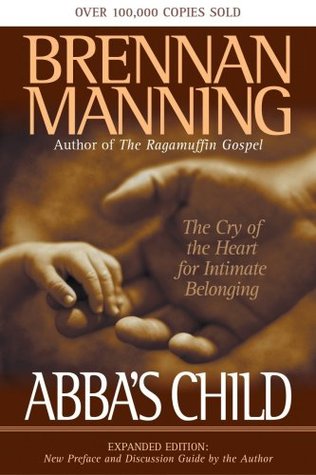 OVER 100,000 COPIES SOLD
BRENNAN
MANNING
Author of The Ragamuffin Gospel
The Cry of
the Heart
for Intimate
Belonging
ABBA'S CHILD
EXPANDED EDITION:
New Preface and Discussion Guide by the Author